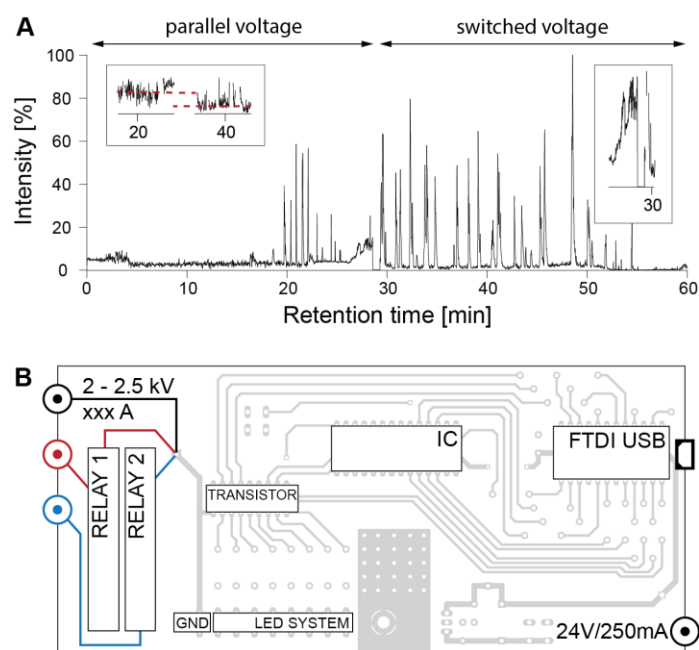 A
parallel voltage
switched voltage
Intensity [%]
100
80
60
40
20
0
20
40
30
0
10
20
30
40
50
60
Retention time [min]
B
2 - 2.5 kV
xxx A
RELAY 1
RELAY 2
IC
FTDI USB
TRANSISTOR
GND
LED SYSTEM
24V/250mA